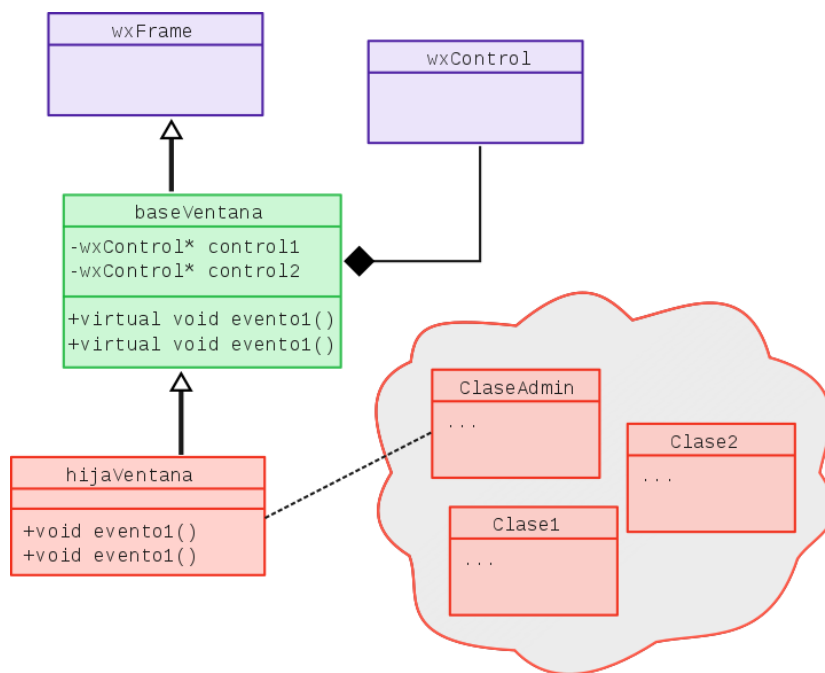 wxFrame
wxControl
baseVentana
-wxControl* control1
-wxControl* control2
+virtual void evento1()
+virtual void evento1()
hijaVentana
+void evento1()
+void evento1()
ClaseAdmin
...
Clase2
...
Clase1
...